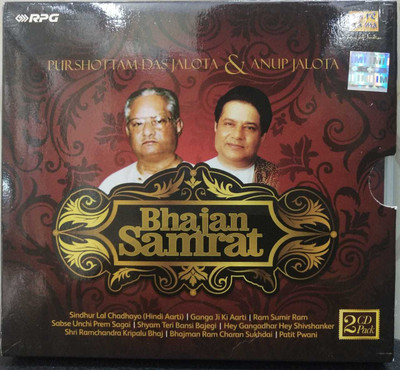 RPG
PURSHOTTAM DAS JALOTA & ANUP JALOTA
Bhajan
Samrat
Sindhur Lal Chadhayo (Hindi Aarti) | Ganga Ji Ki Aarti | Ram Sumir Ram
Sabse Unchi Prem Sagai | Shyam Teri Bansi Bajegi | Hey Gangadhar Hey Shivshanker
Shri Ramchandra Kripalu Bhaj | Bhajman Ram Charan Sukhdai | Patit Pwani
2 CD
Pack